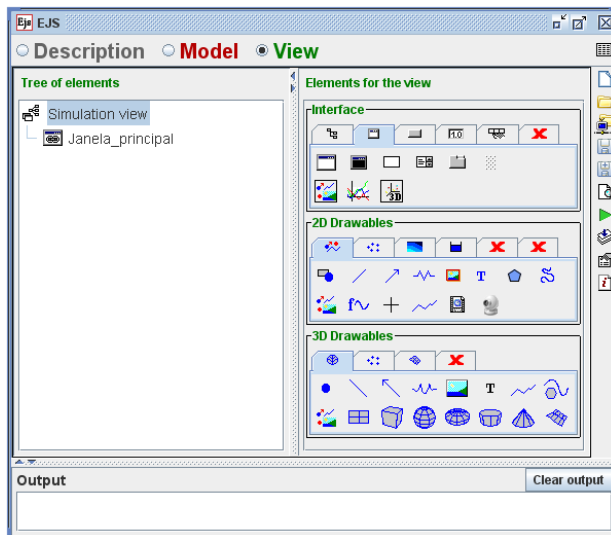 Ejs EJS
Description Model View
Tree of elements
Simulation view
Janela_principal
Elements for the view
Interface
1.0
3D
2D Drawables
T
f
3D Drawables
T
Output
Clear output